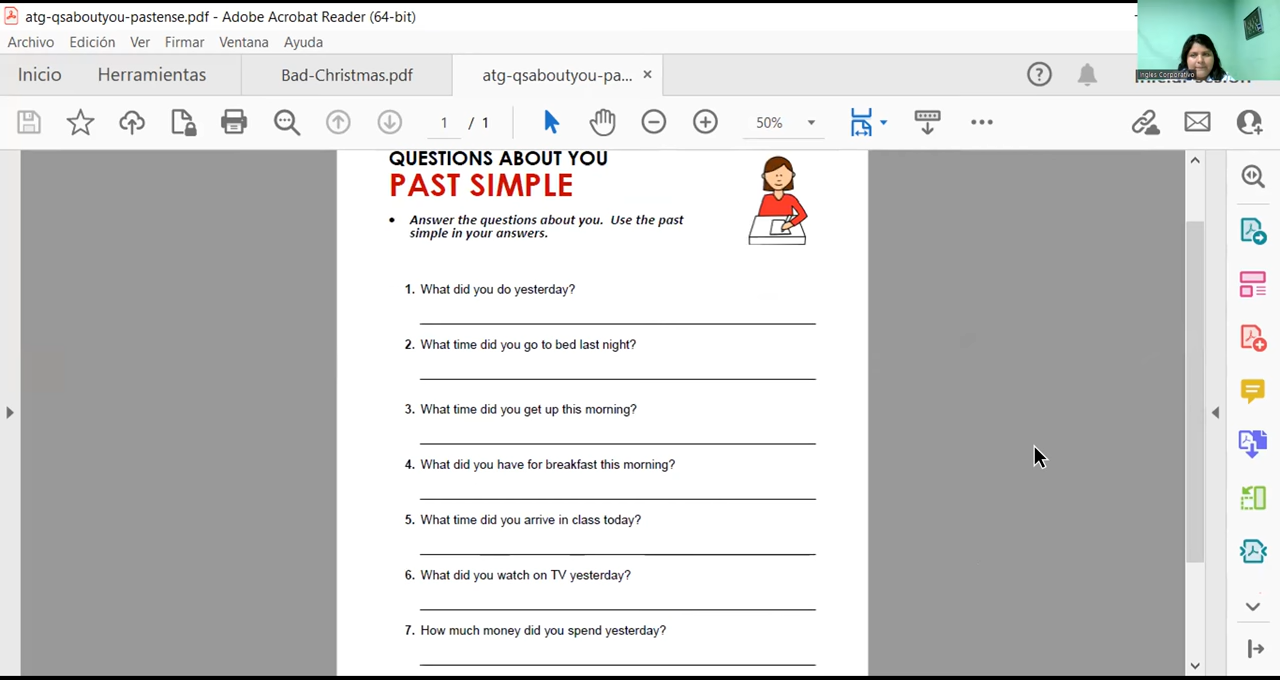 atg-qsaboutyou-pastense.pdf - Adobe Acrobat Reader (64-bit)
Archivo Edición Ver Firmar Ventana Ayuda
Inicio Herramientas Bad-Christmas.pdf atg-qsaboutyou-pa... ×
Ingles Corporativo
1 / 1 50%
QUESTIONS ABOUT YOU
PAST SIMPLE
• Answer the questions about you. Use the past
simple in your answers.
1. What did you do yesterday?
2. What time did you go to bed last night?
3. What time did you get up this morning?
4. What did you have for breakfast this morning?
5. What time did you arrive in class today?
6. What did you watch on TV yesterday?
7. How much money did you spend yesterday?